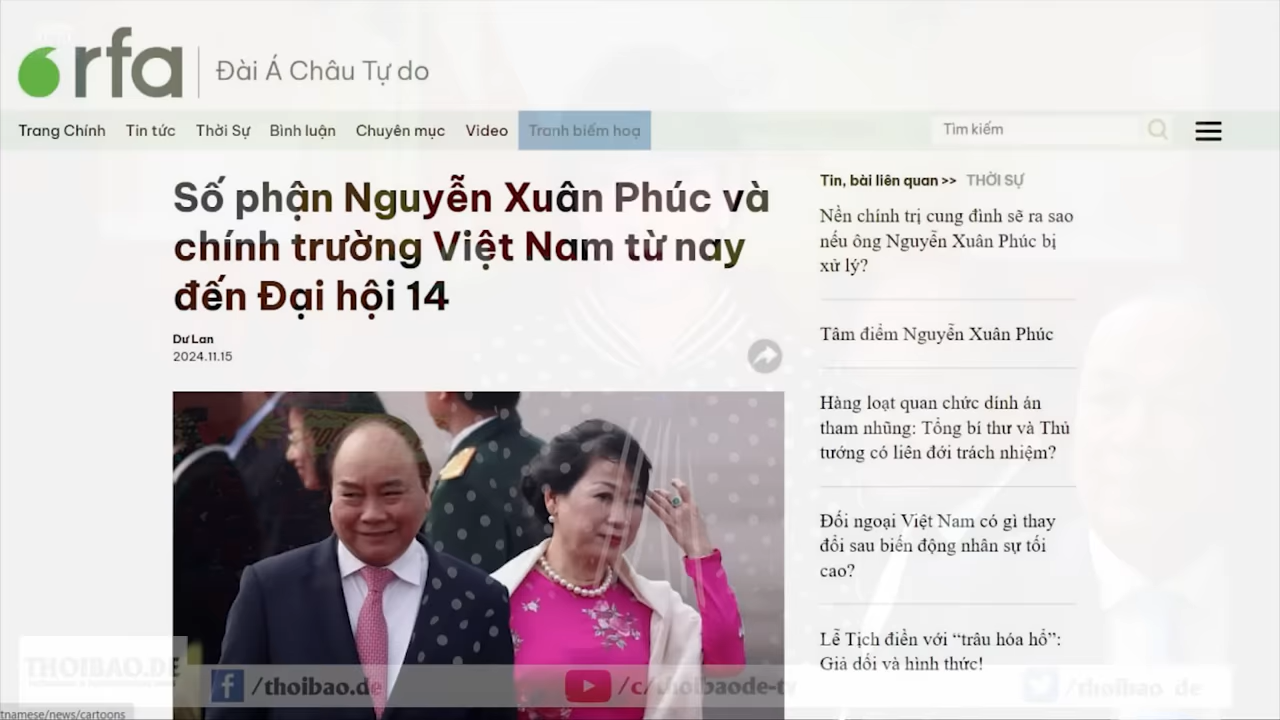 rfa
Đài Á Châu Tự do
Trang Chính Tin tức Thời Sự Bình luận Chuyên mục Video Tranh biếm hoạ
Tìm kiếm
Số phận Nguyễn Xuân Phúc và
chính trường Việt Nam từ nay
đến Đại hội 14
Dư Lan
2024.11.15
Tin, bài liên quan >> THỜI SỰ
Nền chính trị cung đình sẽ ra sao
nếu ông Nguyễn Xuân Phúc bị
xử lý?
Tâm điểm Nguyễn Xuân Phúc
Hàng loạt quan chức dính án
tham nhũng: Tổng bí thư và Thủ
tướng có liên đới trách nhiệm?
Đối ngoại Việt Nam có gì thay
đổi sau biến động nhân sự tối
cao?
Lễ Tịch điền với “trâu hóa hổ”:
Giả dối và hình thức!
THOIBAO.DE
/thoibao.de
/c/thoibaode-tv
/thoibao_de
tnamese/news/cartoons